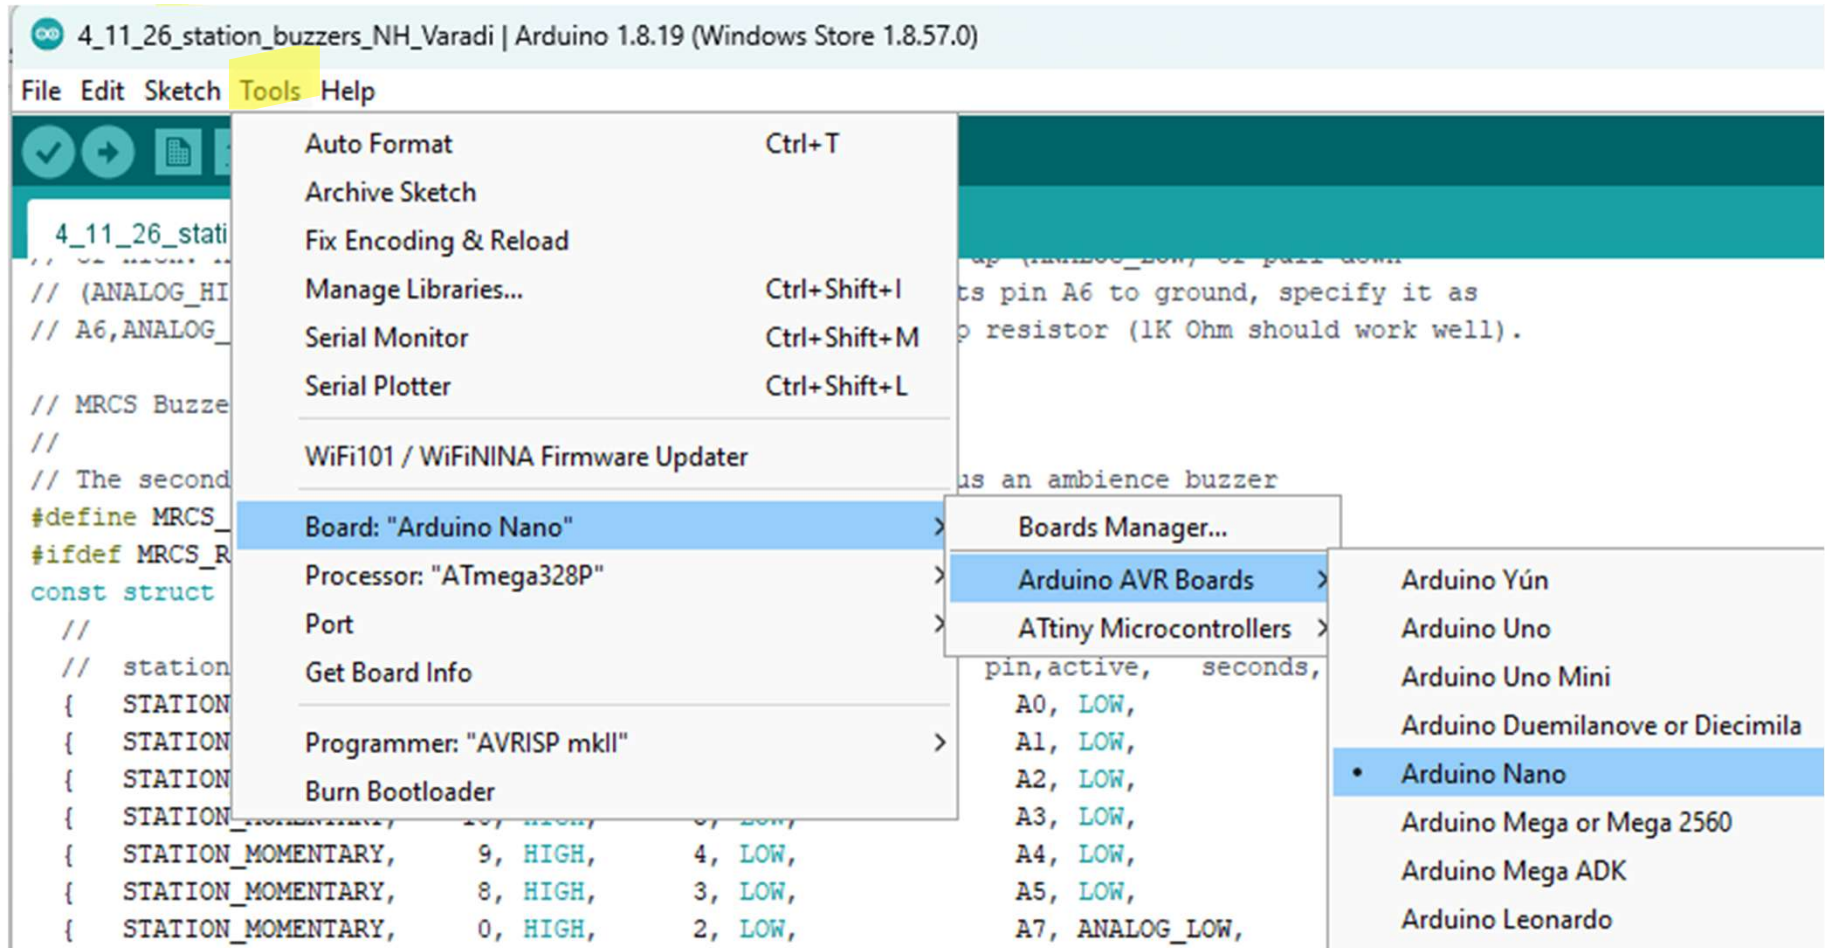 4_11_26_station_buzzers_NH_Varadi | Arduino 1.8.19 (Windows Store 1.8.57.0)
File Edit Sketch Tools Help
4_11_26_stati
// (ANALOG_HI
ts pin A6 to ground, specify it as
// A6,ANALOG_
resistor (1K Ohm should work well).
// MRCS Buzze
//
// The second
us an ambience buzzer
#define MRCS_
#ifdef MRCS_R
const struct
//
// station
pin,active, seconds,
{ STATION
A0, LOW,
{ STATION
A1, LOW,
{ STATION
A2, LOW,
{ STATION
A3, LOW,
{ STATION_MOMENTARY, 9, HIGH, 4, LOW, A4, LOW,
{ STATION_MOMENTARY, 8, HIGH, 3, LOW, A5, LOW,
{ STATION_MOMENTARY, 0, HIGH, 2, LOW, A7, ANALOG_LOW,
Auto Format Ctrl+T
Archive Sketch
Fix Encoding & Reload
Manage Libraries... Ctrl+Shift+I
Serial Monitor Ctrl+Shift+M
Serial Plotter Ctrl+Shift+L
WiFi101 / WiFiNINA Firmware Updater
Board: "Arduino Nano"
Processor: "ATmega328P"
Port
Get Board Info
Programmer: "AVRISP mkII"
Burn Bootloader
Boards Manager...
Arduino AVR Boards
ATtiny Microcontrollers
Arduino Yún
Arduino Uno
Arduino Uno Mini
Arduino Duemilanove or Diecimila
• Arduino Nano
Arduino Mega or Mega 2560
Arduino Mega ADK
Arduino Leonardo